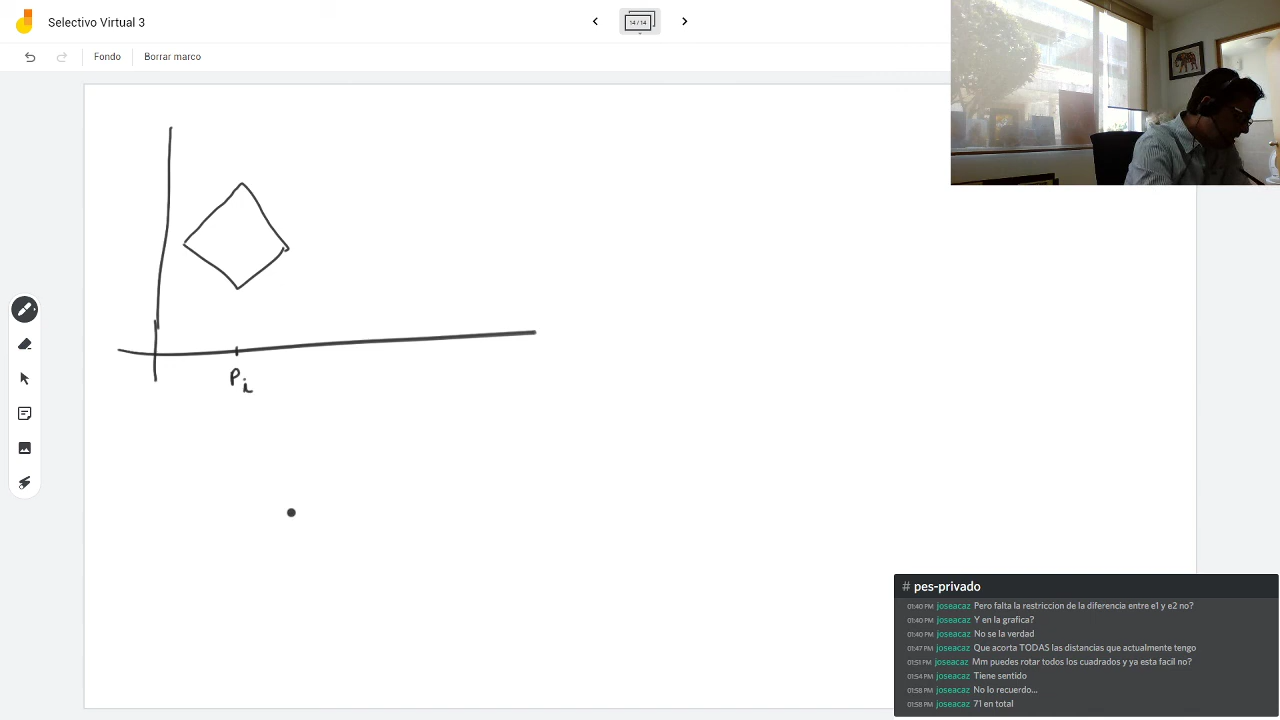 Selectivo Virtual 3
14 / 14
Fondo
Borrar marco
Pi
# pes-privado
01:40 PM joseacaz Pero falta la restriccion de la diferencia entre e1 y e2 no?
01:40 PM joseacaz Y en la grafica?
01:40 PM joseacaz No se la verdad
01:47 PM joseacaz Que acorta TODAS las distancias que actualmente tengo
01:51 PM joseacaz Mm puedes rotar todos los cuadrados y ya esta facil no?
01:54 PM joseacaz Tiene sentido
01:58 PM joseacaz No lo recuerdo...
01:58 PM joseacaz 71 en total